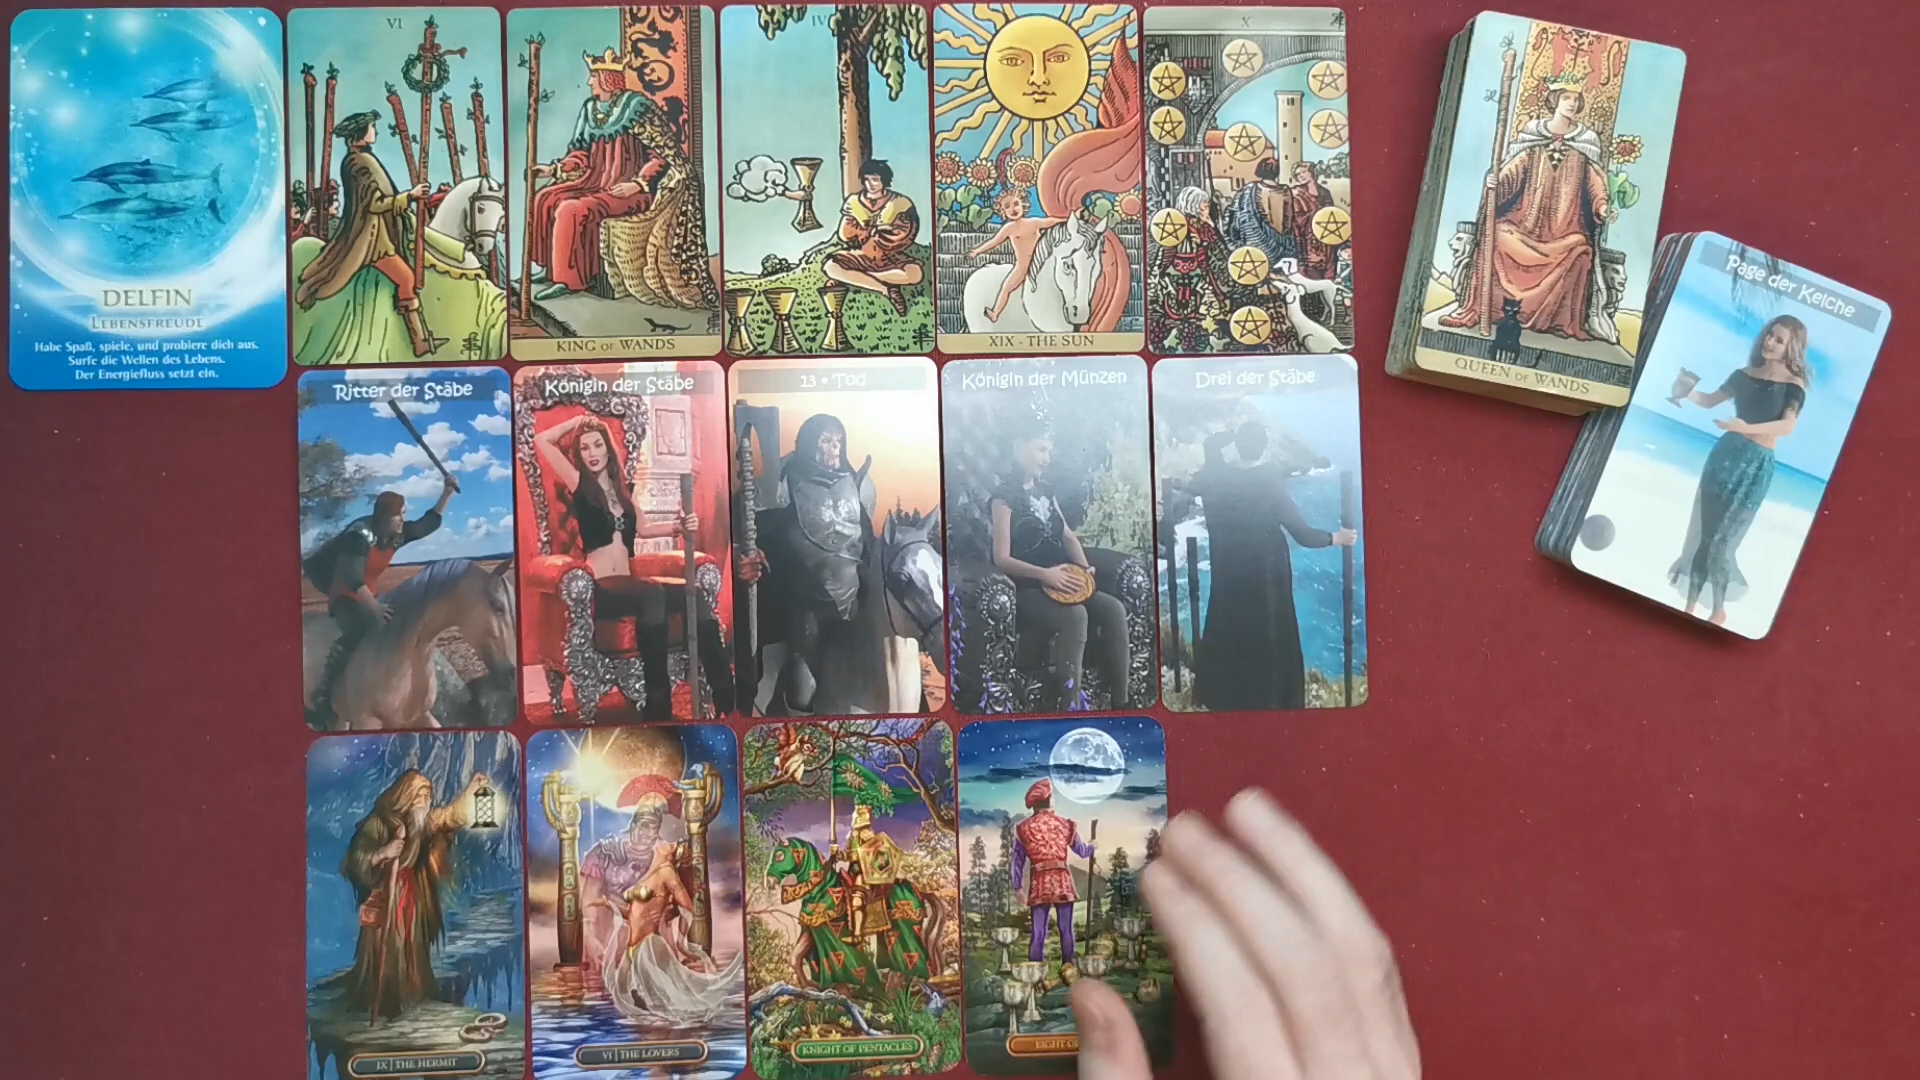 DELFIN
LEBENSFREUDE
Habe Spaß, spiele, und probiere dich aus.
Surfe die Wellen des Lebens.
Der Energiefluss setzt ein.
VI
KING OF WANDS
IV
XIX - THE SUN
X
QUEEN OF WANDS
Page der Kelche
Ritter der Stäbe
Königin der Stäbe
13 • Tod
Königin der Münzen
Drei der Stäbe
IX | THE HERMIT
VI | THE LOVERS
KNIGHT OF PENTACLES
EIGHT